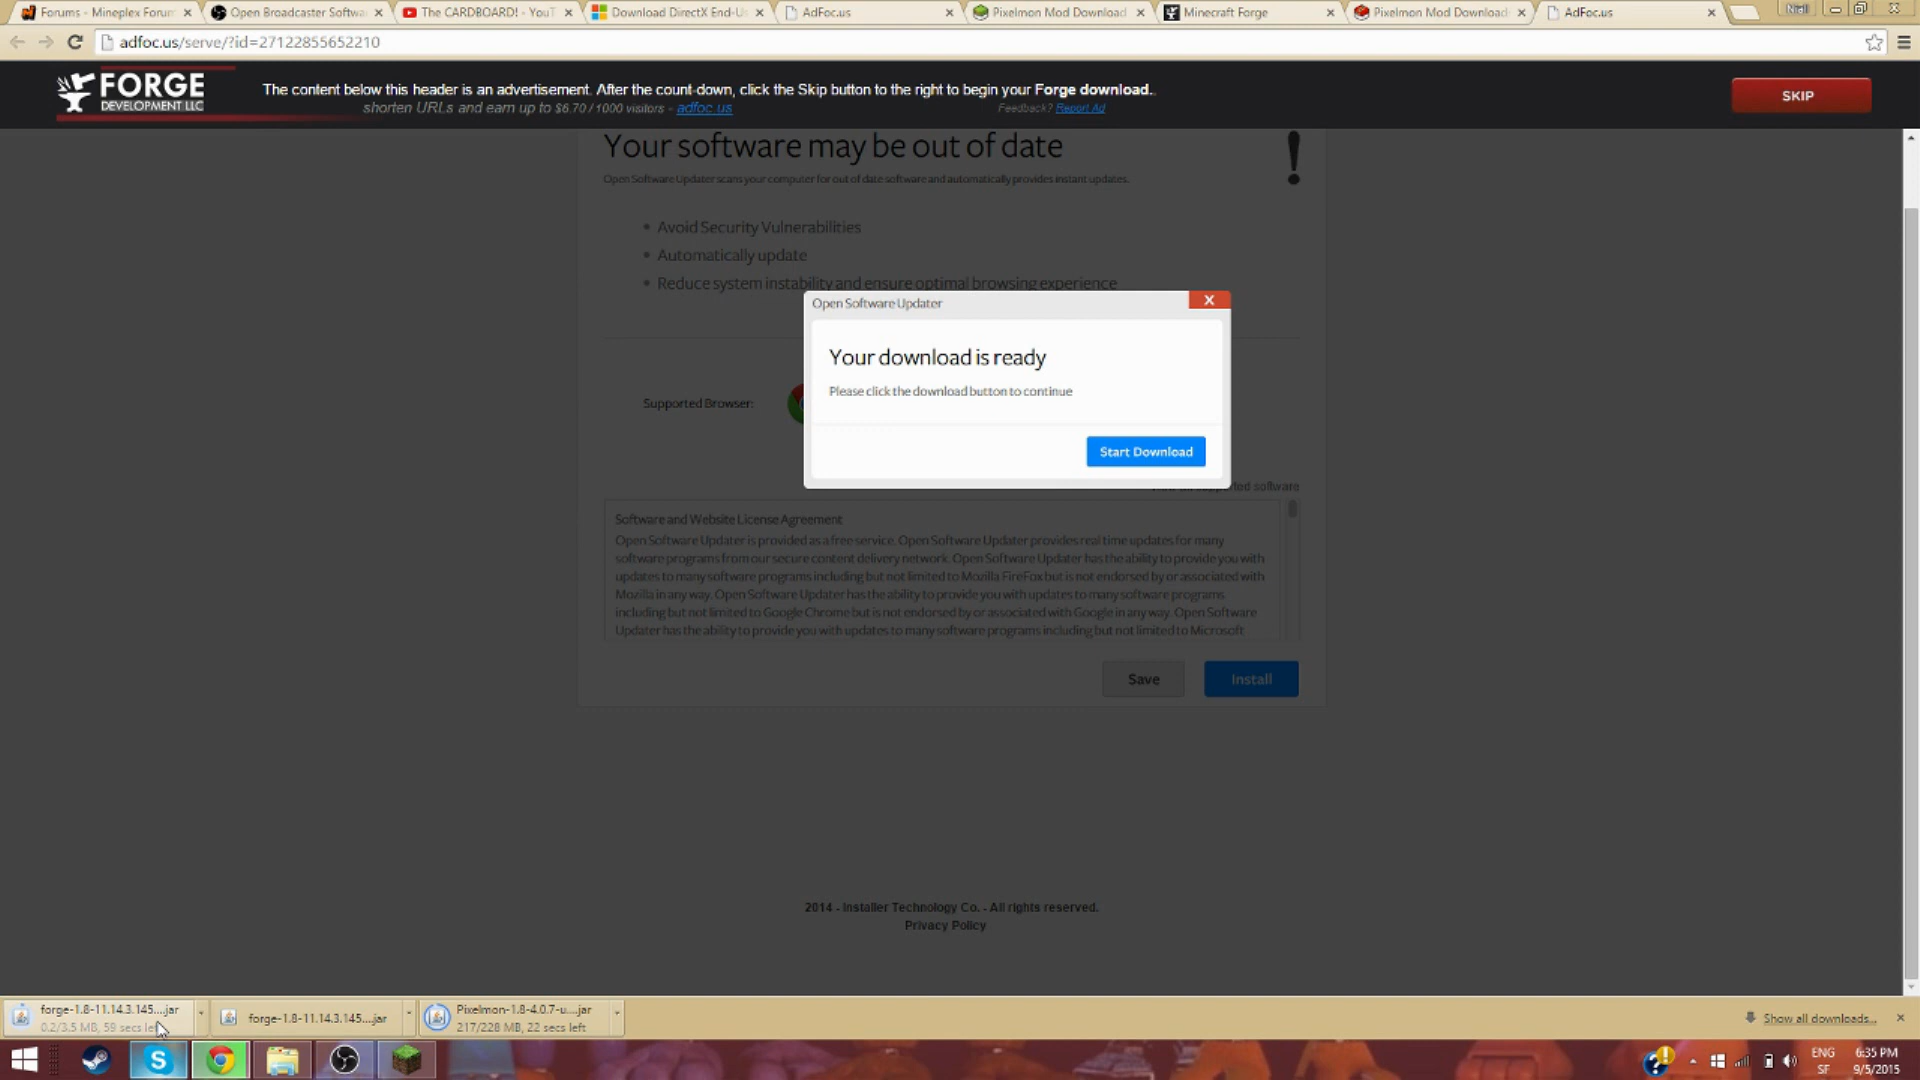 Forums - Mineplex Forum
Open Broadcaster Softwa
The CARDBOARD! - YouT
Download DirectX End-Us
AdFoc.us
Pixelmon Mod Download
Minecraft Forge
Pixelmon Mod Download
AdFoc.us
adfoc.us/serve/?id=27122855652210
FORGE
DEVELOPMENT LLC
The content below this header is an advertisement. After the count-down, click the Skip button to the right to begin your Forge download..
shorten URLs and earn up to $6.70 / 1000 visitors - adfoc.us
Feedback? Report Ad
SKIP
Your software may be out of date
Open Software Updater scans your computer for out of date software and automatically provides instant updates.
Avoid Security Vulnerabilities
Automatically update
Reduce system instability and ensure optimal browsing experience
Open Software Updater
X
Your download is ready
Please click the download button to continue
Supported Browser:
Start Download
supported software
Software and Website License Agreement
Open Software Updater is provided as a free service. Open Software Updater provides real time updates for many
software programs from our secure content delivery network. Open Software Updater has the ability to provide you with
updates to many software programs including but not limited to Mozilla FireFox but is not endorsed by or associated with
Mozilla in any way. Open Software Updater has the ability to provide you with updates to many software programs
including but not limited to Google Chrome but is not endorsed by or associated with Google in any way. Open Software
Updater has the ability to provide you with updates to many software programs including but not limited to Microsoft
Save
Install
2014 - Installer Technology Co. - All rights reserved.
Privacy Policy
forge-1.8-11.14.3.145....jar
0.2/3.5 MB, 59 secs left
forge-1.8-11.14.3.145....jar
Pixelmon-1.8-4.0.7-u....jar
217/228 MB, 22 secs left
Show all downloads...
ENG
SF
6:35 PM
9/5/2015